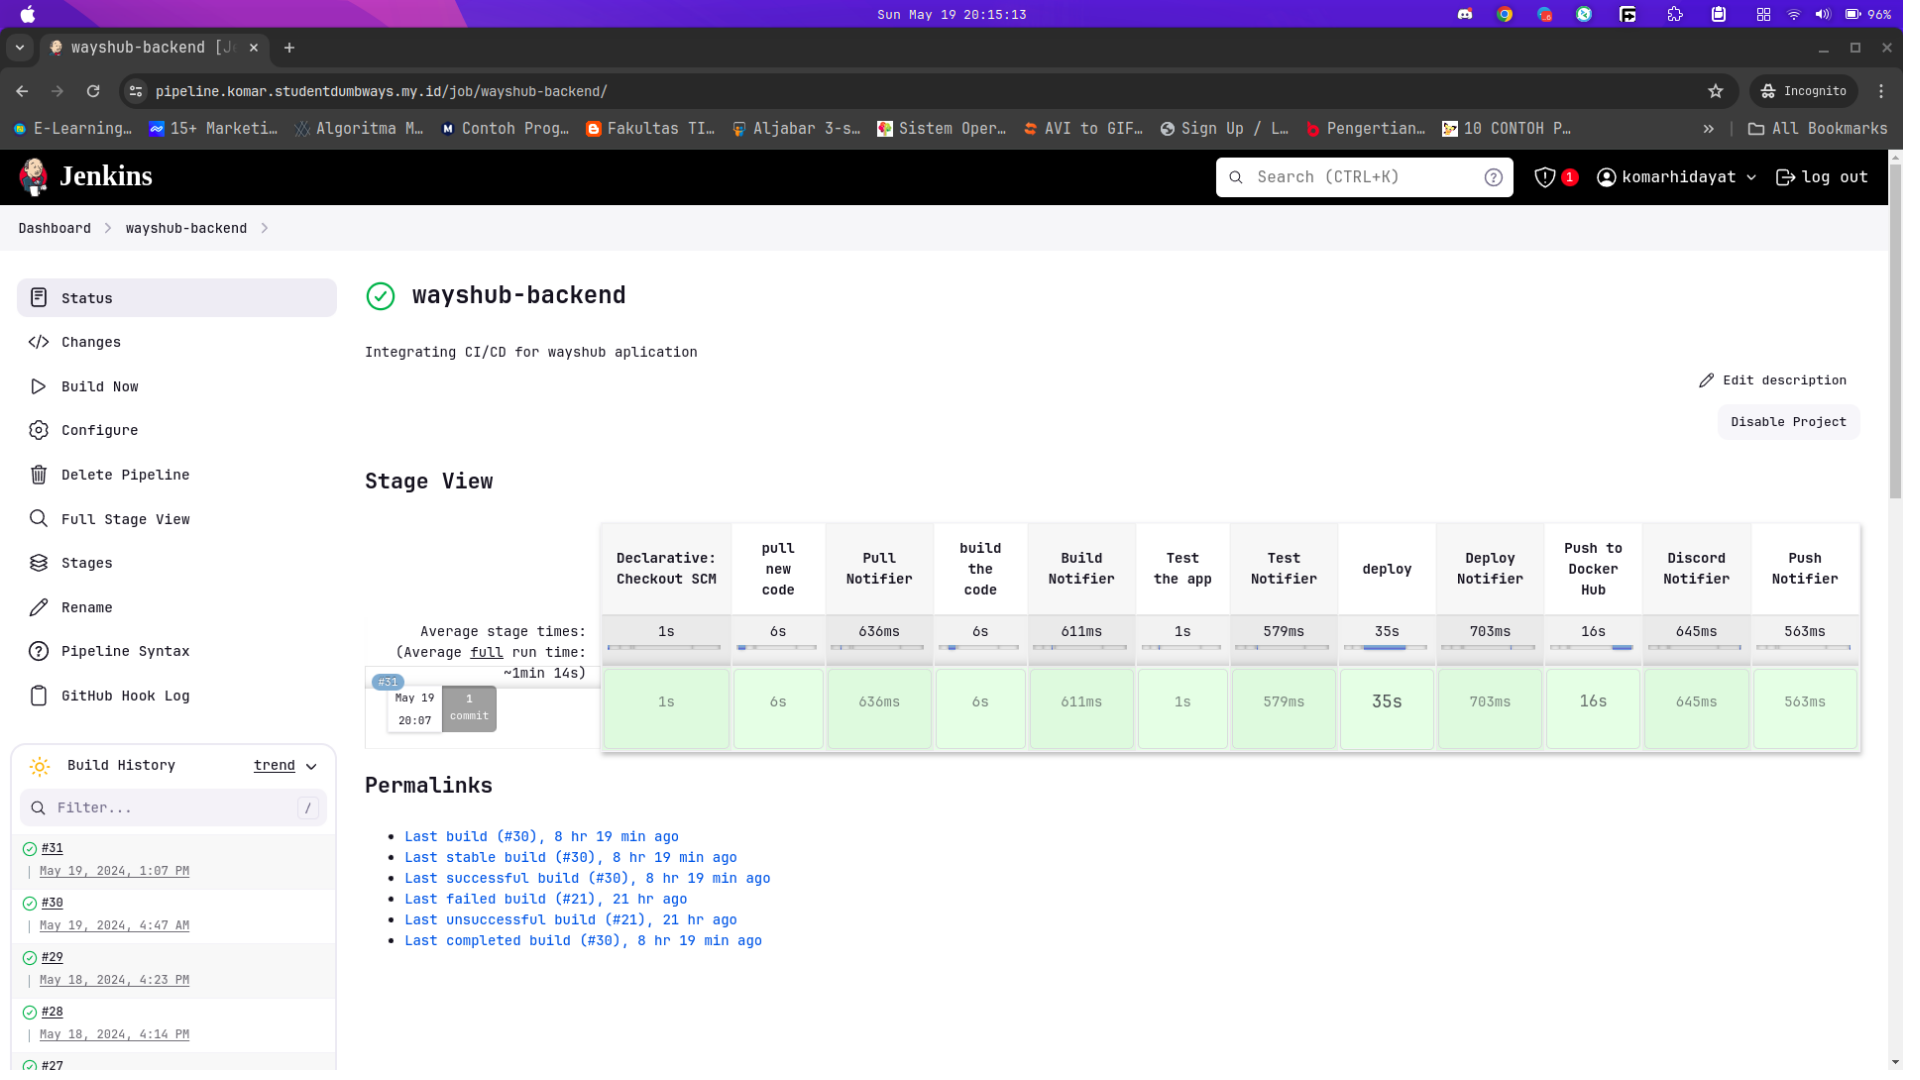 Sun May 19 20:15:13
96%
wayshub-backend [Je
pipeline.komar.studentdumbways.my.id/job/wayshub-backend/
Incognito
E-Learning…
15+ Marketi…
Algoritma M…
Contoh Prog…
Fakultas TI…
Aljabar 3-s…
Sistem Oper…
AVI to GIF…
Sign Up / L…
Pengertian…
10 CONTOH P…
»
All Bookmarks
Jenkins
Search (CTRL+K)
1
komarhidayat
log out
Dashboard
wayshub-backend
Status
Changes
Build Now
Configure
Delete Pipeline
Full Stage View
Stages
Rename
Pipeline Syntax
GitHub Hook Log
Build History
trend
Filter...
/
#31
May 19, 2024, 1:07 PM
#30
May 19, 2024, 4:47 AM
#29
May 18, 2024, 4:23 PM
#28
May 18, 2024, 4:14 PM
#27
wayshub-backend
Integrating CI/CD for wayshub aplication
Edit description
Disable Project
Stage View
Declarative: Checkout SCM
pull new code
Pull Notifier
build the code
Build Notifier
Test the app
Test Notifier
deploy
Deploy Notifier
Push to Docker Hub
Discord Notifier
Push Notifier
Average stage times:
(Average full run time: ~1min 14s)
1s 6s 636ms 6s 611ms 1s 579ms 35s 703ms 16s 645ms 563ms
#31
May 19
20:07
1
commit
1s 6s 636ms 6s 611ms 1s 579ms 35s 703ms 16s 645ms 563ms
Permalinks
Last build (#30), 8 hr 19 min ago
Last stable build (#30), 8 hr 19 min ago
Last successful build (#30), 8 hr 19 min ago
Last failed build (#21), 21 hr ago
Last unsuccessful build (#21), 21 hr ago
Last completed build (#30), 8 hr 19 min ago